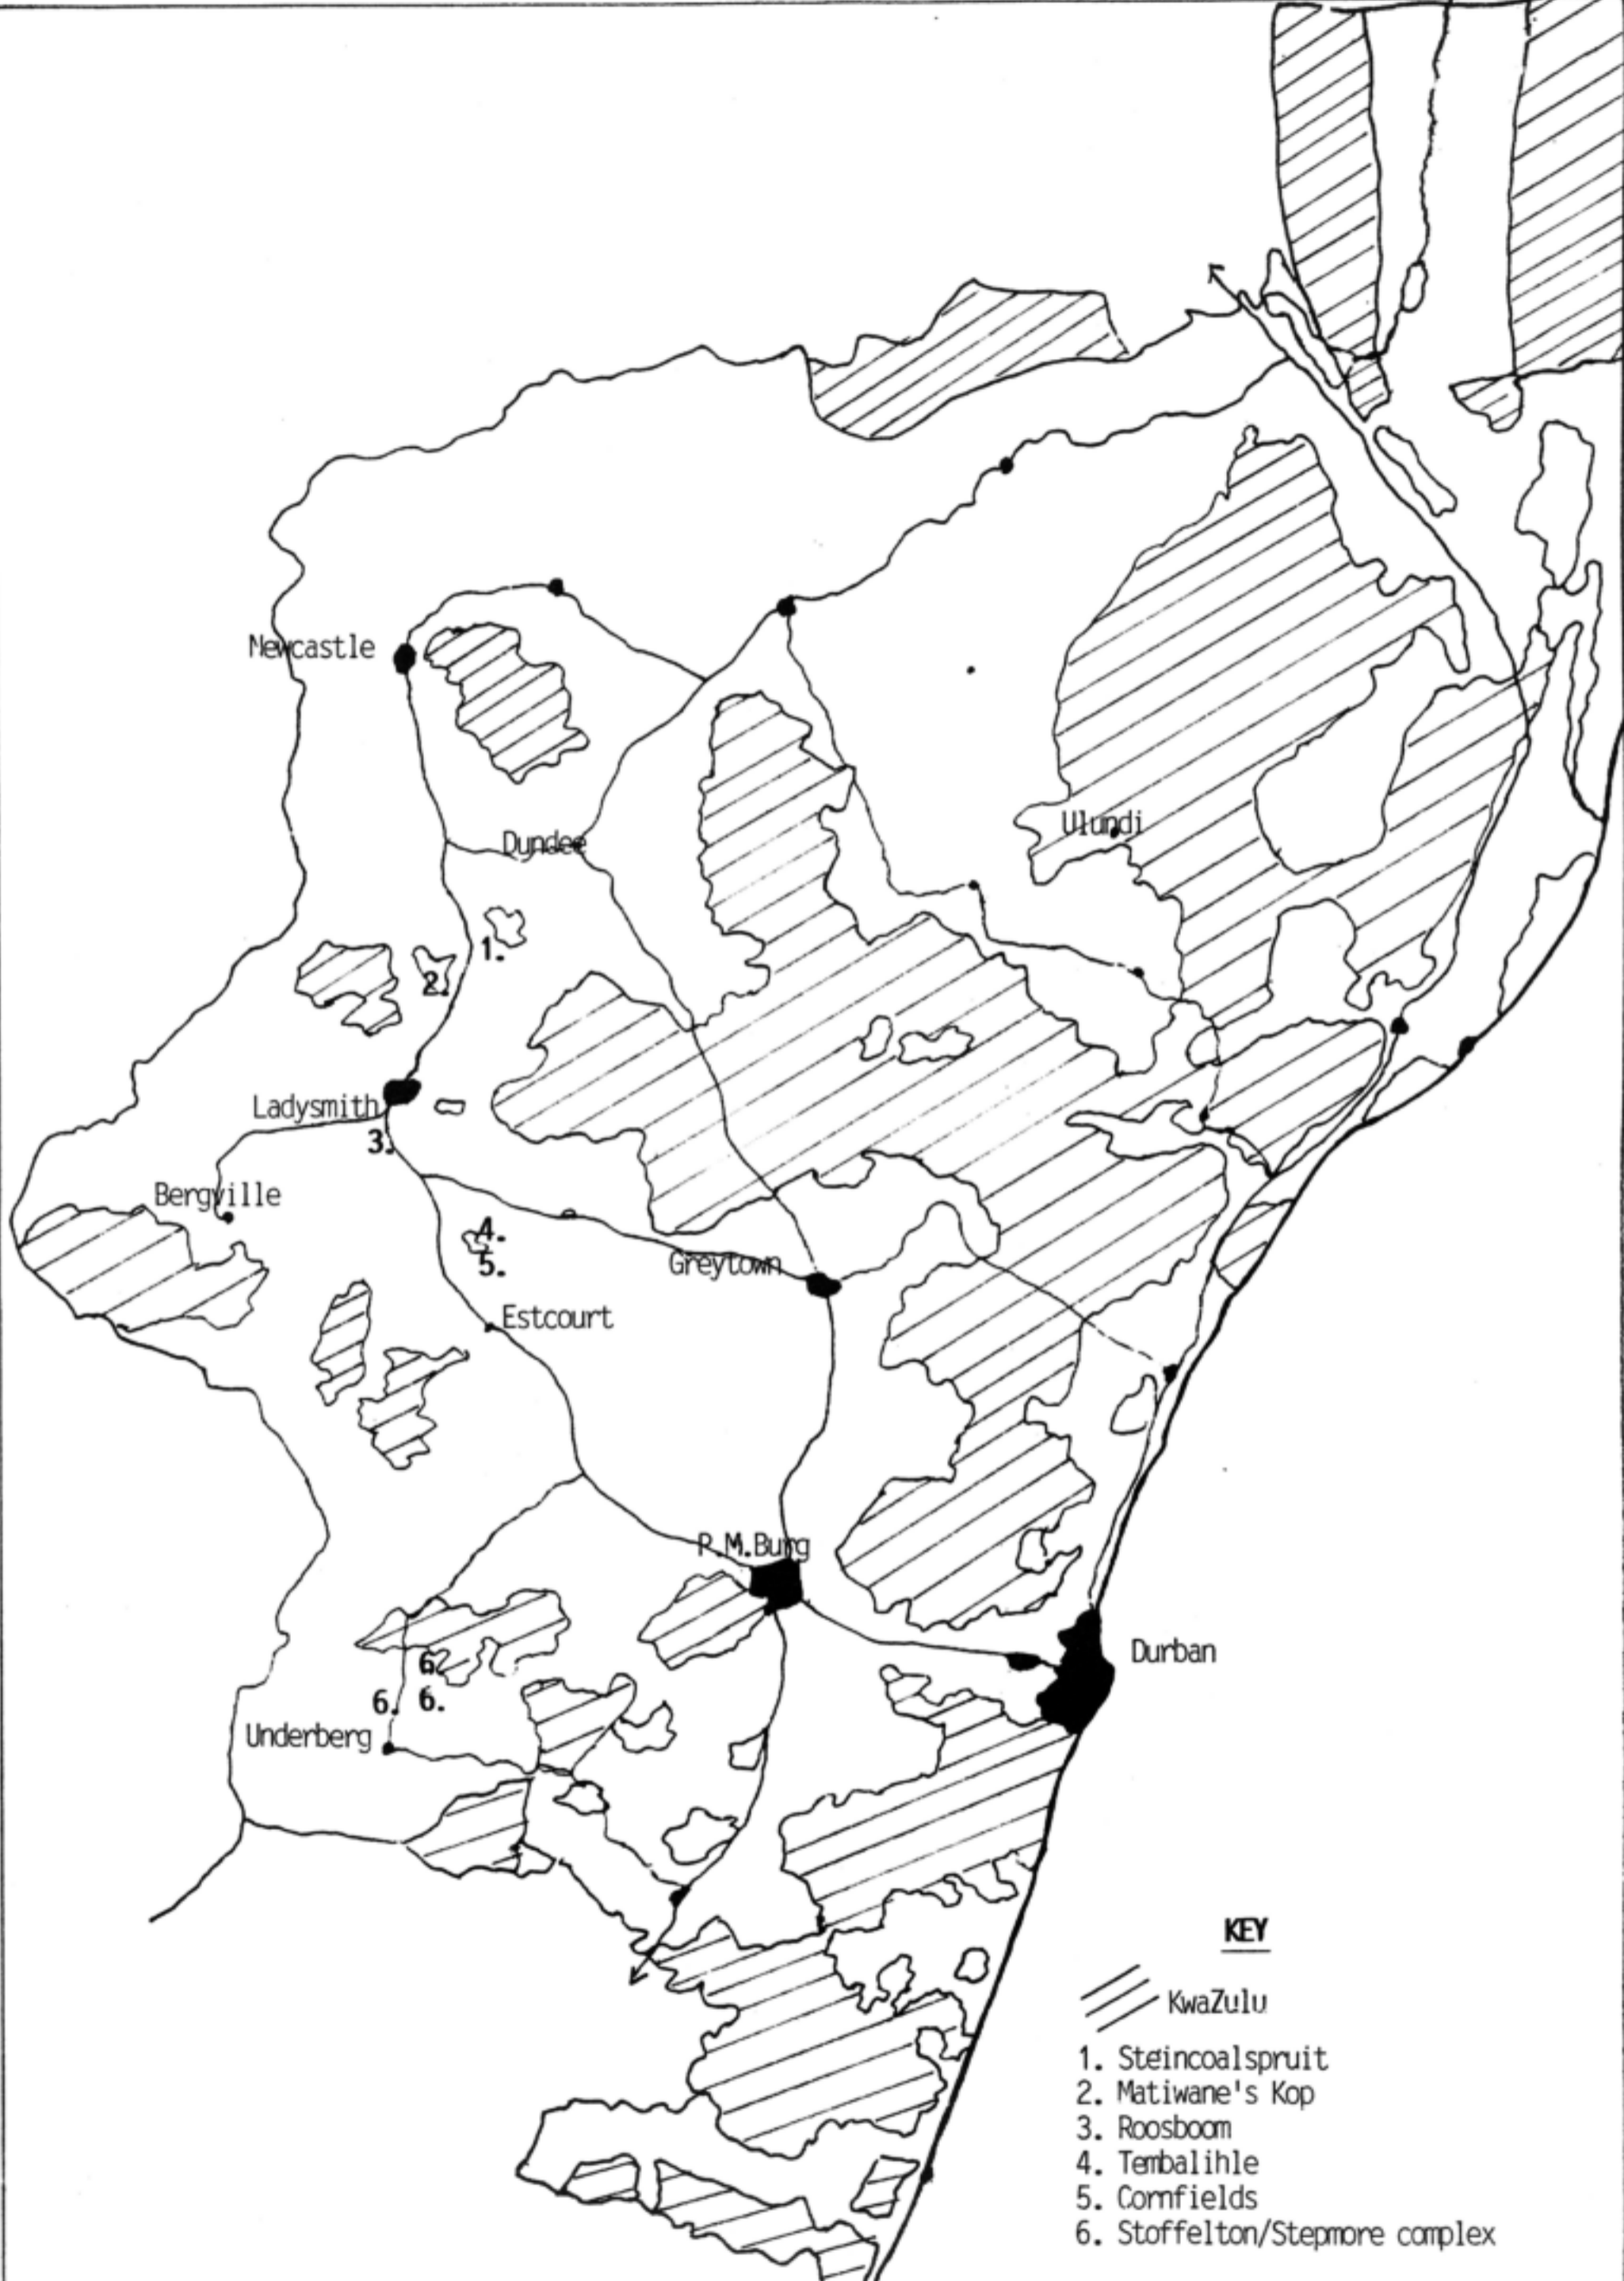 Newcastle
Dundee
Ulundi
1.
2.
Ladysmith
3.
Bergville
4.
5.
Greytown
Estcourt
P.M.Burg
Durban
6.
6. 6.
Underberg
KEY
KwaZulu
1. Steincoalspruit
2. Matiwane's Kop
3. Roosboom
4. Tembalihle
5. Cornfields
6. Stoffelton/Stepmore complex